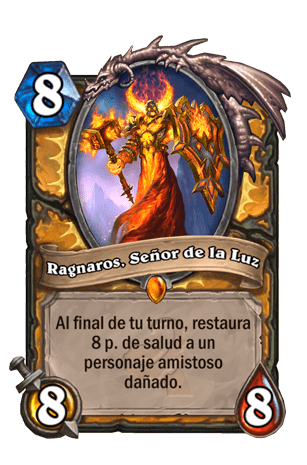 8
Ragnaros, Señor de la Luz
Al final de tu turno, restaura
8 p. de salud a un
personaje amistoso
dañado.
8
8